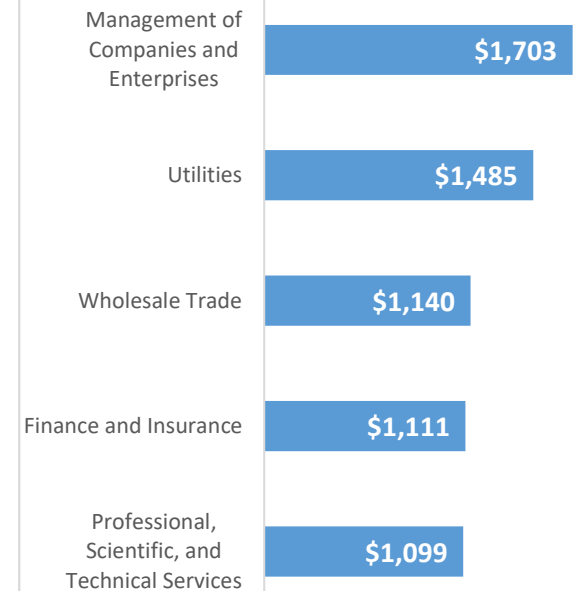 Management of
Companies and
Enterprises
$1,703
Utilities
$1,485
Wholesale Trade
$1,140
Finance and Insurance
$1,111
Professional,
Scientific, and
Technical Services
$1,099